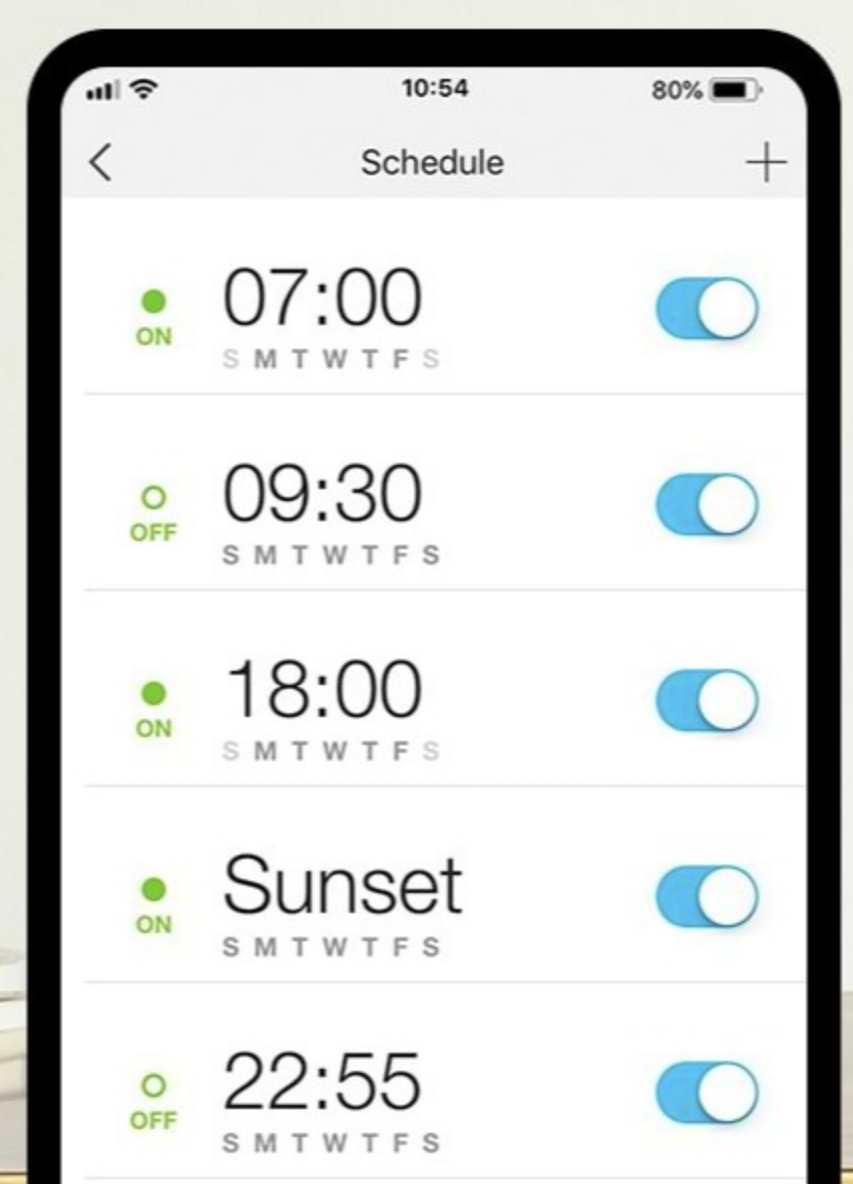 10:54 80%
Schedule
07:00
ON
S M T W T F S
09:30
OFF
S M T W T F S
18:00
ON
S M T W T F S
Sunset
ON
S M T W T F S
22:55
OFF
S M T W T F S